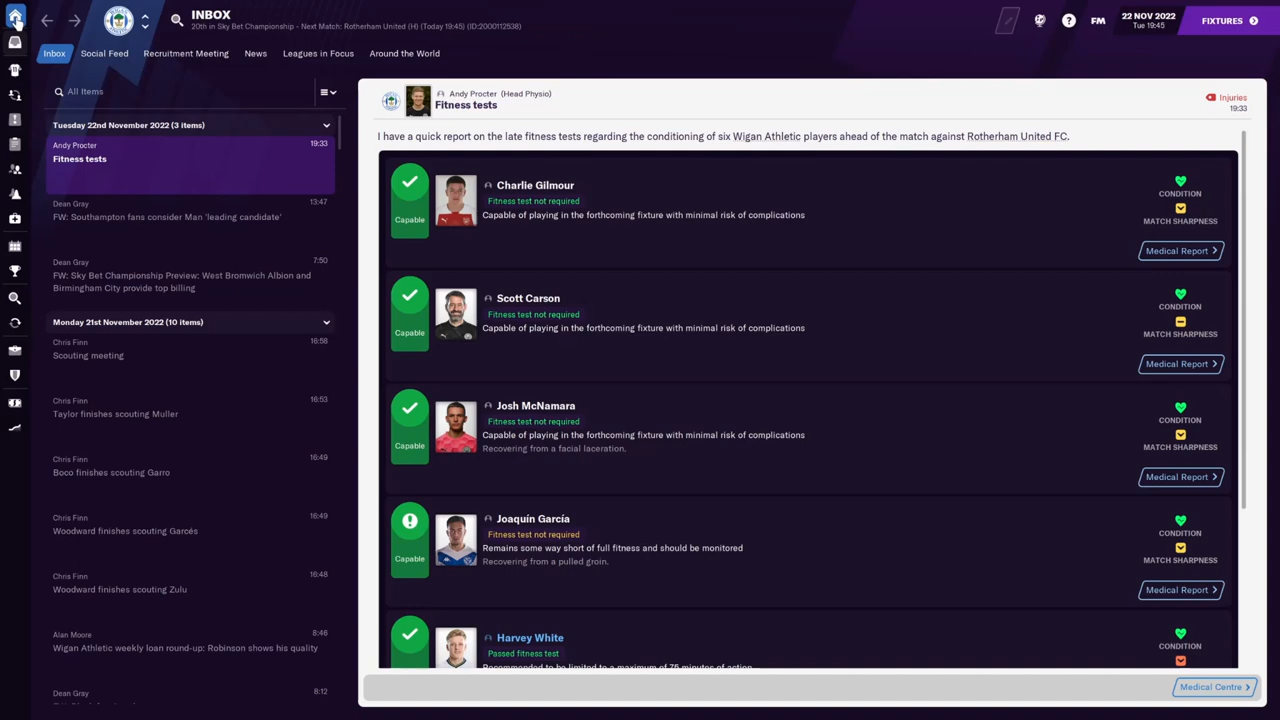 INBOX
20th in Sky Bet Championship - Next Match: Rotherham United (H) (Today 19:45) (ID:2000112538)
FM
22 NOV 2022
Tue 19:45
FIXTURES
Inbox
Social Feed
Recruitment Meeting
News
Leagues in Focus
Around the World
All Items
Tuesday 22nd November 2022 (3 items)
Andy Procter
19:33
Fitness tests
Dean Gray
13:47
FW: Southampton fans consider Man 'leading candidate'
Dean Gray
7:50
FW: Sky Bet Championship Preview: West Bromwich Albion and
Birmingham City provide top billing
Monday 21st November 2022 (10 items)
Chris Finn
16:58
Scouting meeting
Chris Finn
16:53
Taylor finishes scouting Muller
Chris Finn
16:49
Boco finishes scouting Garro
Chris Finn
16:49
Woodward finishes scouting Garcés
Chris Finn
16:48
Woodward finishes scouting Zulu
Alan Moore
8:46
Wigan Athletic weekly loan round-up: Robinson shows his quality
Dean Gray
8:12
Andy Procter (Head Physio)
Fitness tests
Injuries
19:33
I have a quick report on the late fitness tests regarding the conditioning of six Wigan Athletic players ahead of the match against Rotherham United FC.
Capable
Charlie Gilmour
Fitness test not required
Capable of playing in the forthcoming fixture with minimal risk of complications
CONDITION
MATCH SHARPNESS
Medical Report
Capable
Scott Carson
Fitness test not required
Capable of playing in the forthcoming fixture with minimal risk of complications
CONDITION
MATCH SHARPNESS
Medical Report
Capable
Josh McNamara
Fitness test not required
Capable of playing in the forthcoming fixture with minimal risk of complications
Recovering from a facial laceration.
CONDITION
MATCH SHARPNESS
Medical Report
Capable
Joaquín García
Fitness test not required
Remains some way short of full fitness and should be monitored
Recovering from a pulled groin.
CONDITION
MATCH SHARPNESS
Medical Report
Harvey White
Passed fitness test
Recommended to be limited to a maximum of 75 minutes of action
CONDITION
Medical Centre